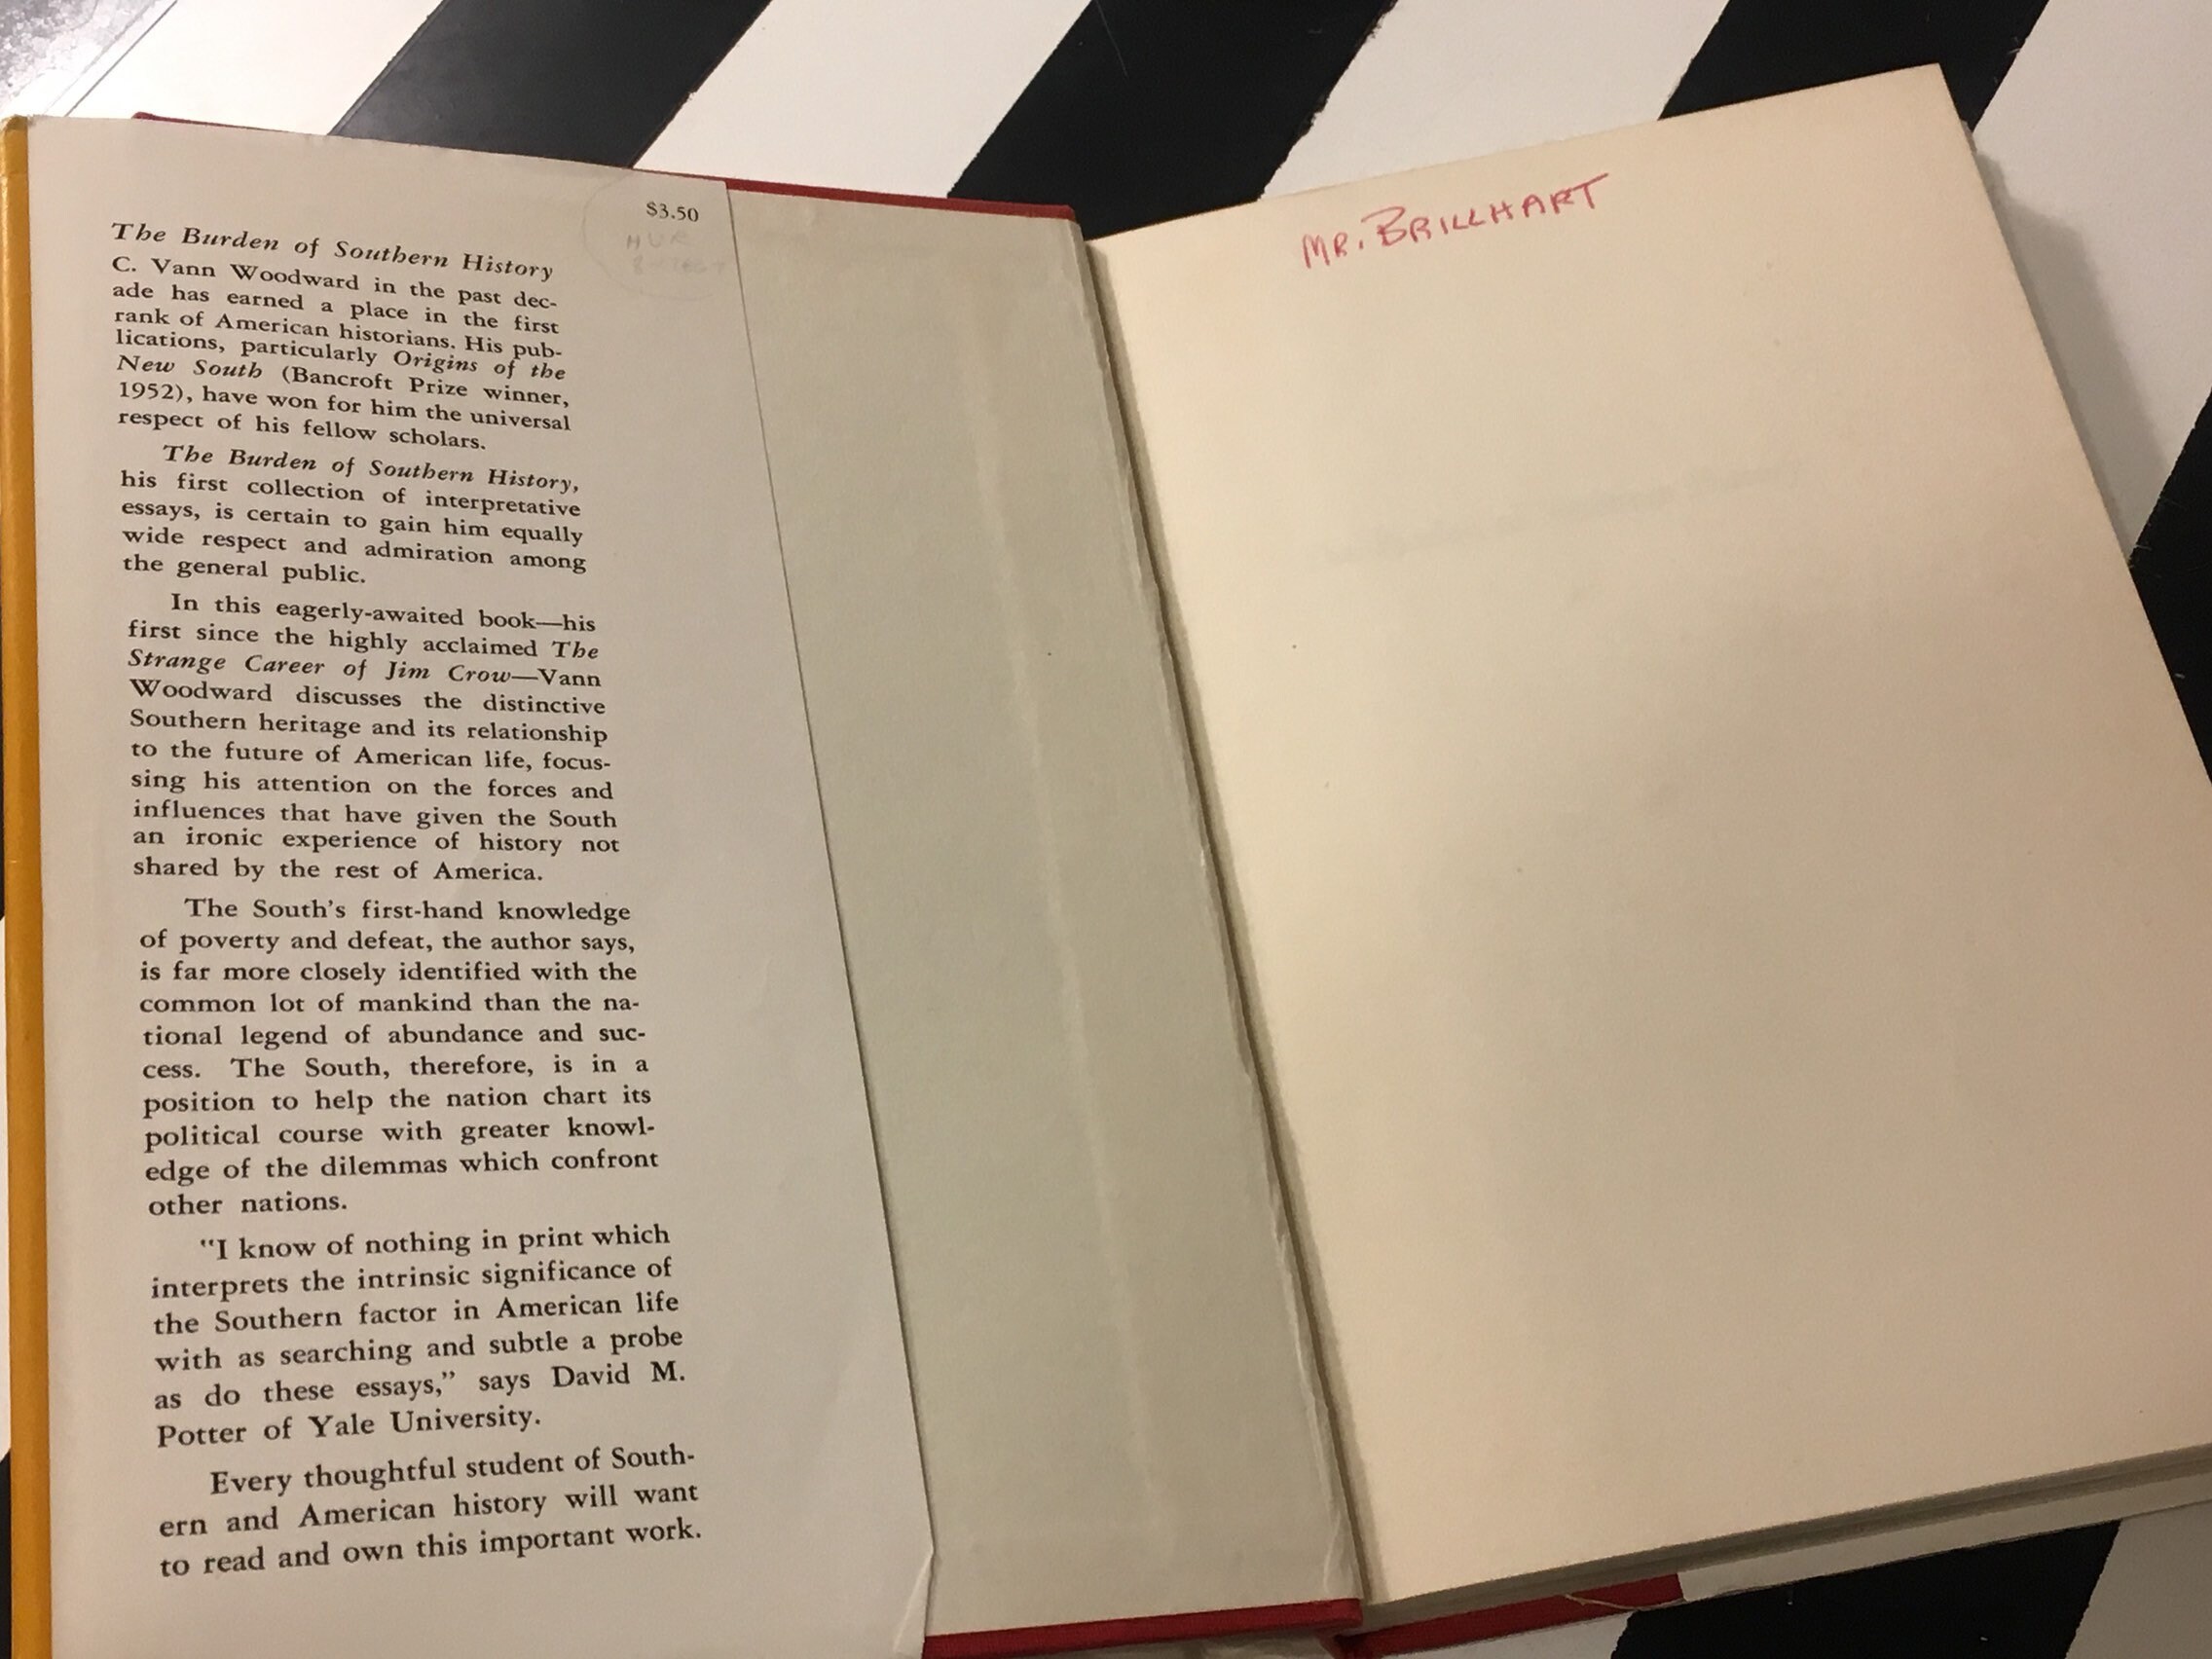 $3.50
The Burden of Southern History
C. Vann Woodward in the past dec-
ade has earned a place in the first
rank of American historians. His pub-
lications, particularly Origins of the
New South (Bancroft Prize winner,
1952), have won for him the universal
respect of his fellow scholars.
The Burden of Southern History,
his first collection of interpretative
essays, is certain to gain him equally
wide respect and admiration among
the general public.
In this eagerly-awaited book—his
first since the highly acclaimed The
Strange Career of Jim Crow—Vann
Woodward discusses the distinctive
Southern heritage and its relationship
to the future of American life, focus-
sing his attention on the forces and
influences that have given the South
an ironic experience of history not
shared by the rest of America.
The South's first-hand knowledge
of poverty and defeat, the author says,
is far more closely identified with the
common lot of mankind than the na-
tional legend of abundance and suc-
cess. The South, therefore, is in a
position to help the nation chart its
political course with greater knowl-
edge of the dilemmas which confront
other nations.
"I know of nothing in print which
interprets the intrinsic significance of
the Southern factor in American life
with as searching and subtle a probe
as do these essays," says David M.
Potter of Yale University.
Every thoughtful student of South-
ern and American history will want
to read and own this important work.
MR. BRILLHART